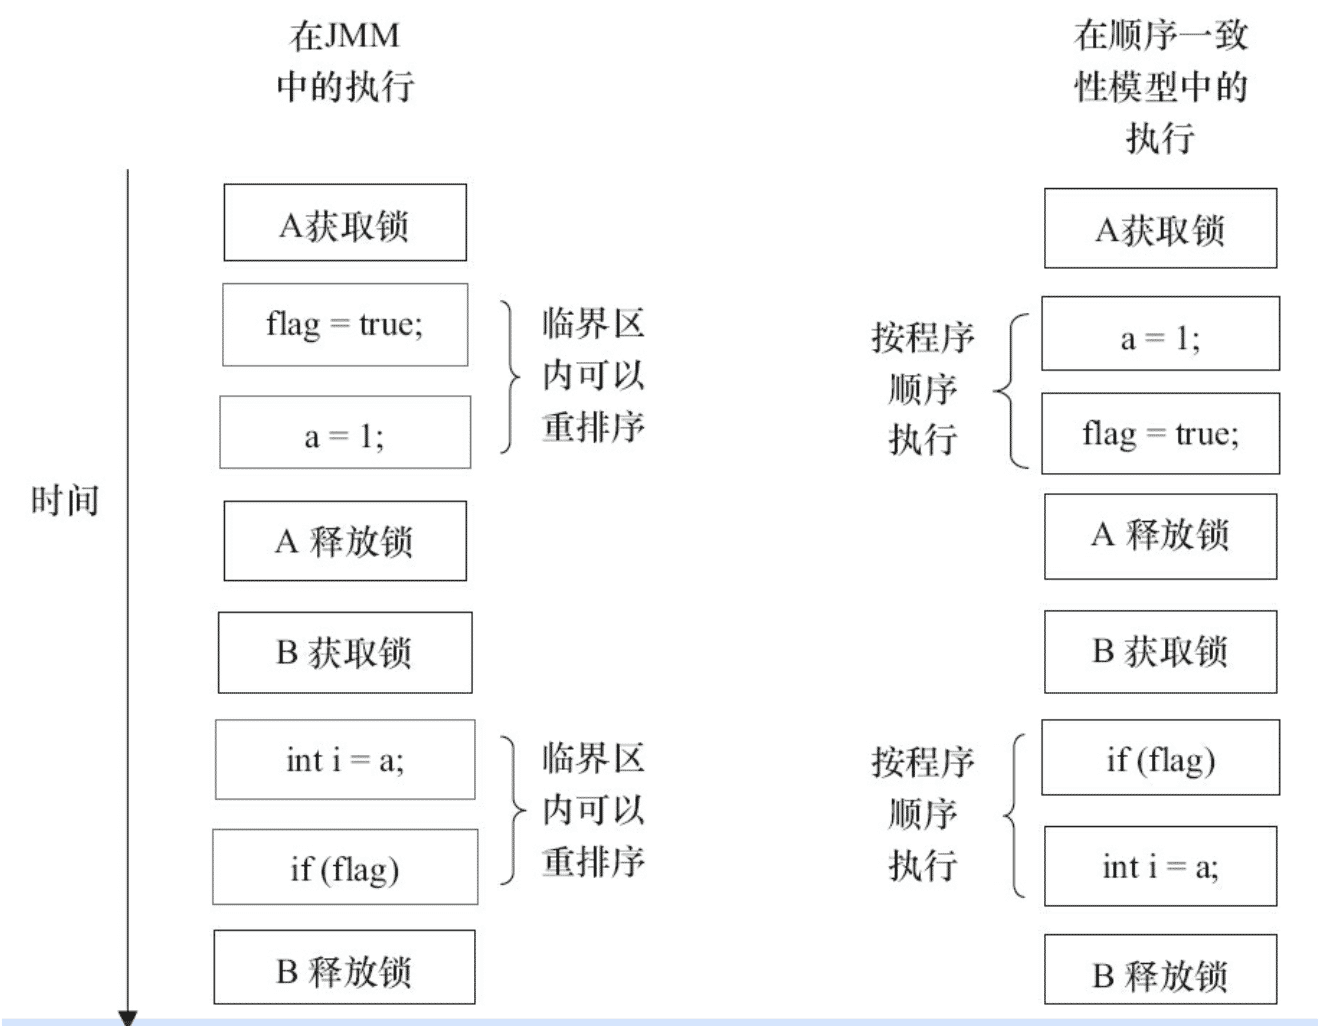 在JMM
中的执行
在顺序一致
性模型中的
执行
时间
A获取锁
flag = true;
a = 1;
临界区
内可以
重排序
A 释放锁
B 获取锁
int i = a;
if (flag)
临界区
内可以
重排序
B 释放锁
A获取锁
按程序
顺序
执行
a = 1;
flag = true;
A 释放锁
B 获取锁
按程序
顺序
执行
if (flag)
int i = a;
B 释放锁